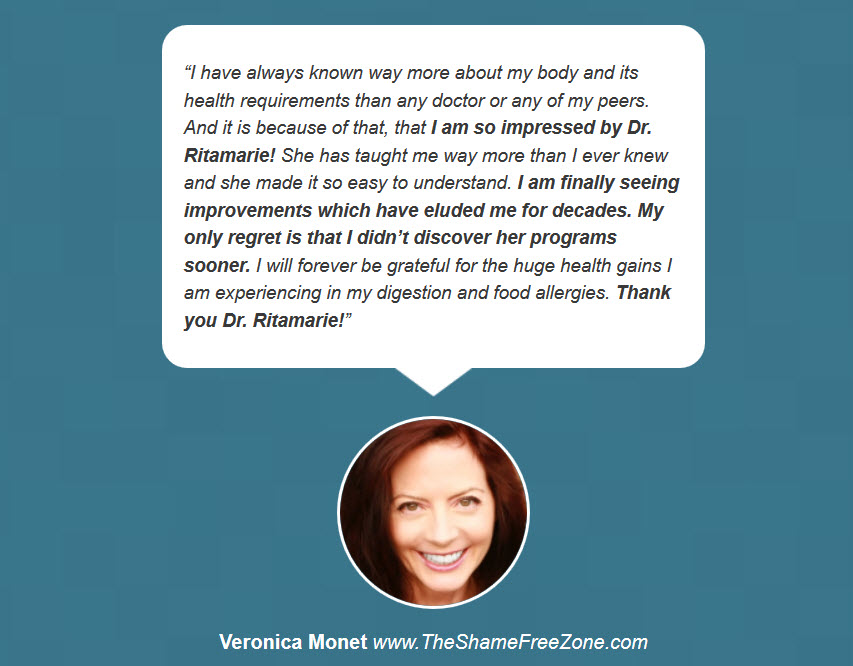 “I have always known way more about my body and its
health requirements than any doctor or any of my peers.
And it is because of that, that I am so impressed by Dr.
Ritamarie! She has taught me way more than I ever knew
and she made it so easy to understand. I am finally seeing
improvements which have eluded me for decades. My
only regret is that I didn’t discover her programs
sooner. I will forever be grateful for the huge health gains I
am experiencing in my digestion and food allergies. Thank
you Dr. Ritamarie!”
Veronica Monet www.TheShameFreeZone.com